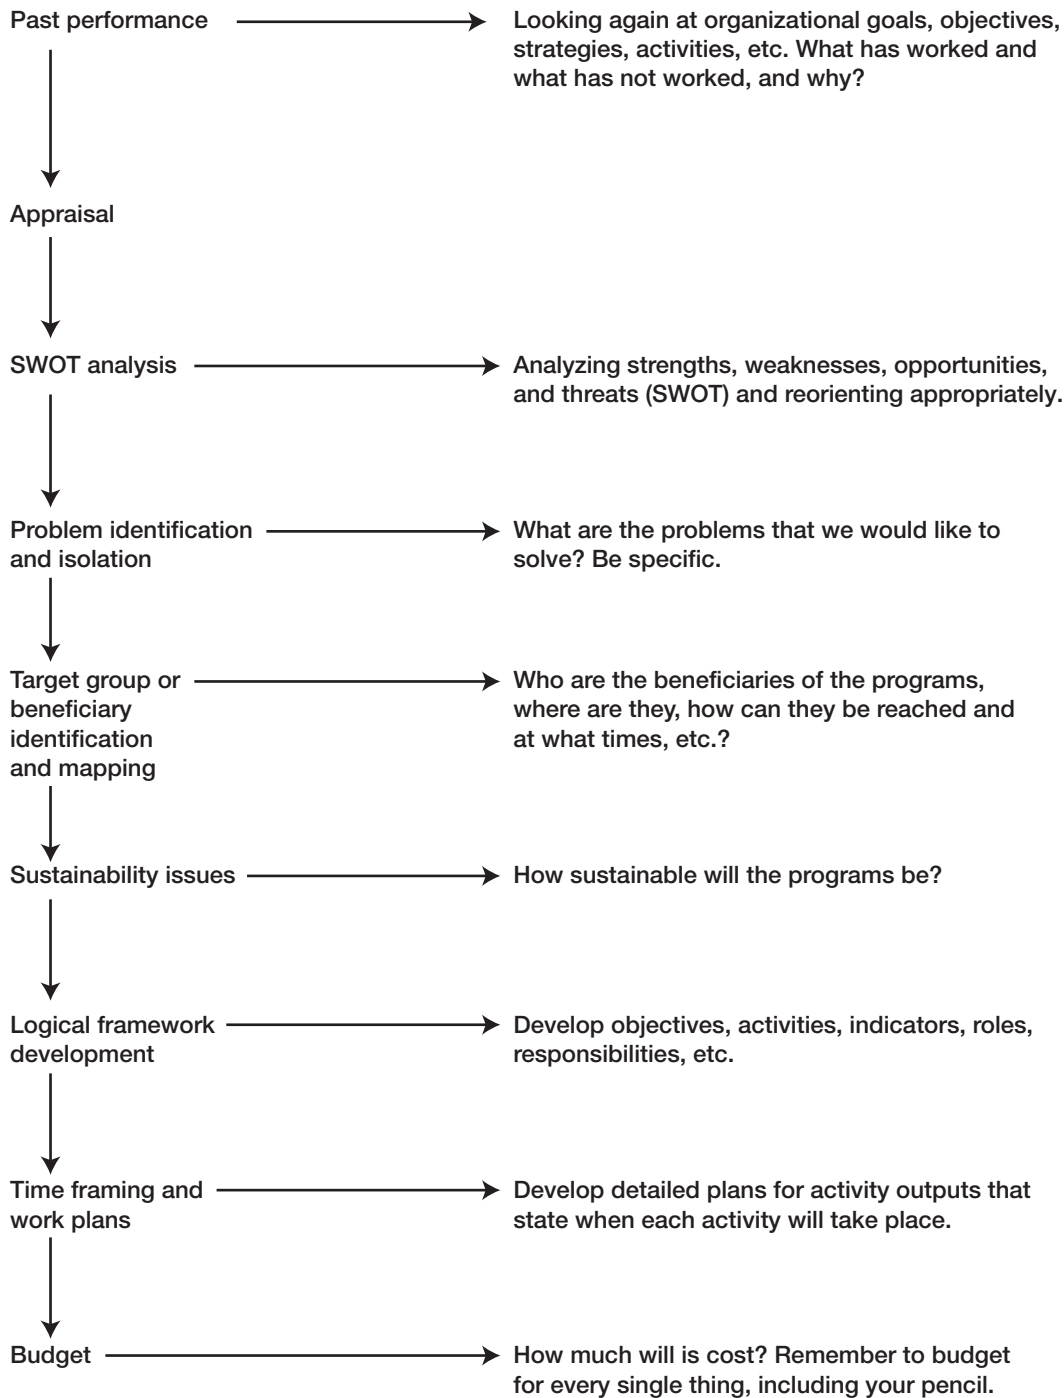 Past performance
Looking again at organizational goals, objectives,
strategies, activities, etc. What has worked and
what has not worked, and why?
Appraisal
SWOT analysis
Analyzing strengths, weaknesses, opportunities,
and threats (SWOT) and reorienting appropriately.
Problem identification
and isolation
What are the problems that we would like to
solve? Be specific.
Target group or
beneficiary
identification
and mapping
Who are the beneficiaries of the programs,
where are they, how can they be reached and
at what times, etc.?
Sustainability issues
How sustainable will the programs be?
Logical framework
development
Develop objectives, activities, indicators, roles,
responsibilities, etc.
Time framing and
work plans
Develop detailed plans for activity outputs that
state when each activity will take place.
Budget
How much will is cost? Remember to budget
for every single thing, including your pencil.